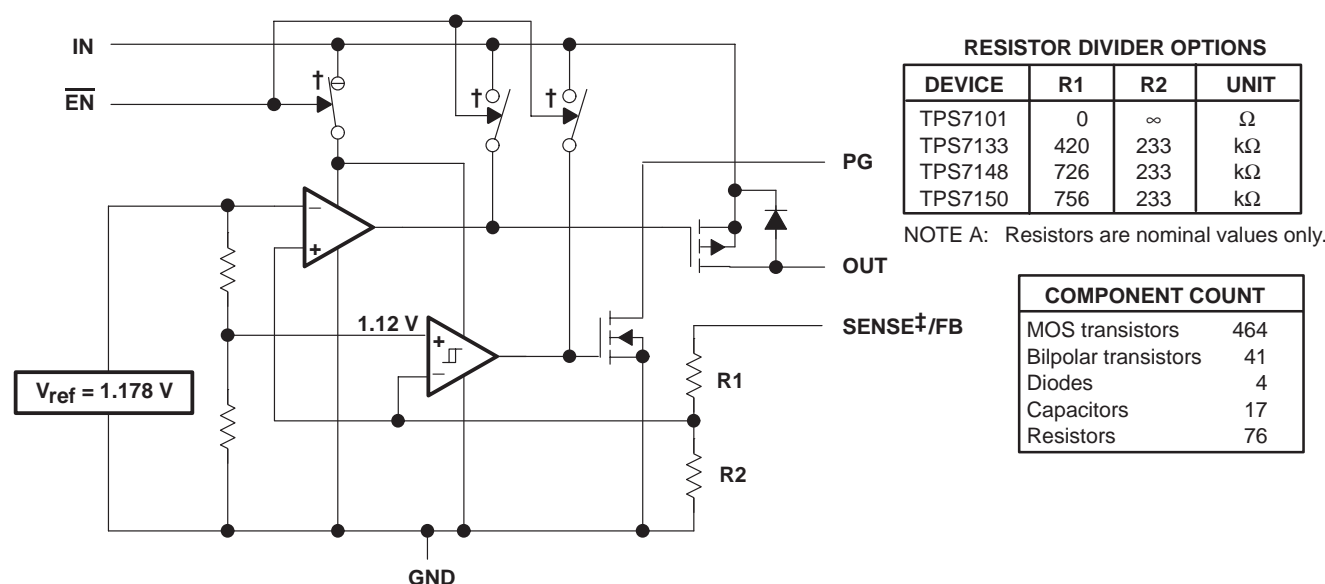 IN
EN
†
†
†
PG
OUT
SENSE‡/FB
−
+
1.12 V
+
−
Vref = 1.178 V
R1
R2
GND
RESISTOR DIVIDER OPTIONS
DEVICE R1 R2 UNIT
TPS7101 0 ∞ Ω
TPS7133 420 233 kΩ
TPS7148 726 233 kΩ
TPS7150 756 233 kΩ
NOTE A: Resistors are nominal values only.
COMPONENT COUNT
MOS transistors 464
Bilpolar transistors 41
Diodes 4
Capacitors 17
Resistors 76